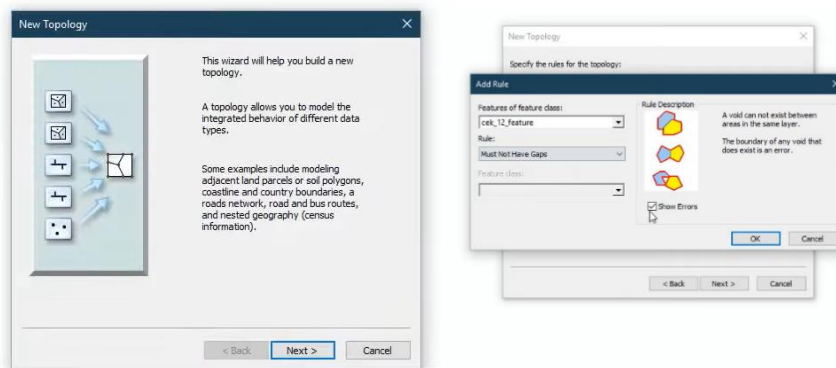 New Topology
This wizard will help you build a new
topology.
A topology allows you to model the
integrated behavior of different data
types.
Some examples include modeling
adjacent land parcels or soil polygons,
coastline and country boundaries, a
roads network, road and bus routes,
and nested geography (census
information).
< Back
Next >
Cancel
New Topology
Specify the rules for the topology:
Add Rule
Features of feature class:
cek_12_feature
Rule:
Must Not Have Gaps
Feature class:
Rule Description
A void can not exist between
areas in the same layer.
The boundary of any void that
does exist is an error.
Show Errors
OK
Cancel
< Back
Next >
Cancel